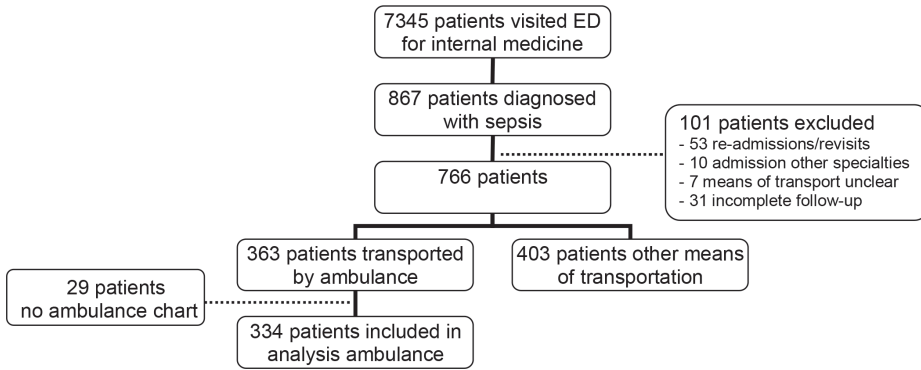 7345 patients visited ED
for internal medicine
867 patients diagnosed
with sepsis
101 patients excluded
- 53 re-admissions/revisits
- 10 admission other specialties
- 7 means of transport unclear
- 31 incomplete follow-up
766 patients
363 patients transported
by ambulance
403 patients other means
of transportation
29 patients
no ambulance chart
334 patients included in
analysis ambulance